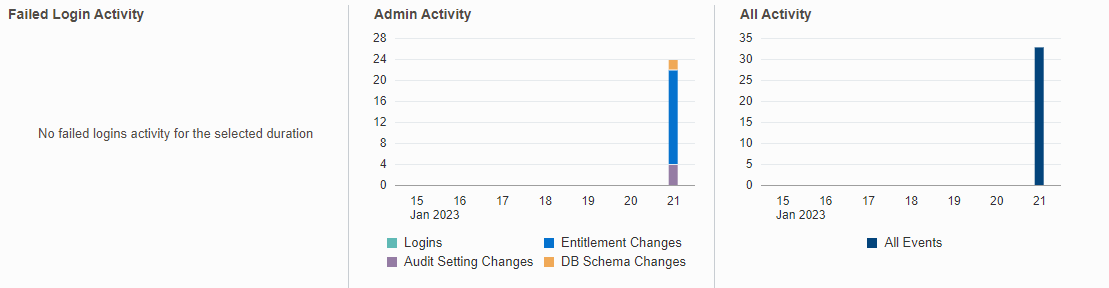 Failed Login Activity
No failed logins activity for the selected duration
Admin Activity
28
24
20
16
12
8
4
0
15 16 17 18 19 20 21
Jan 2023
Logins Entitlement Changes
Audit Setting Changes DB Schema Changes
All Activity
35
30
25
20
15
10
5
0
15 16 17 18 19 20 21
Jan 2023
All Events